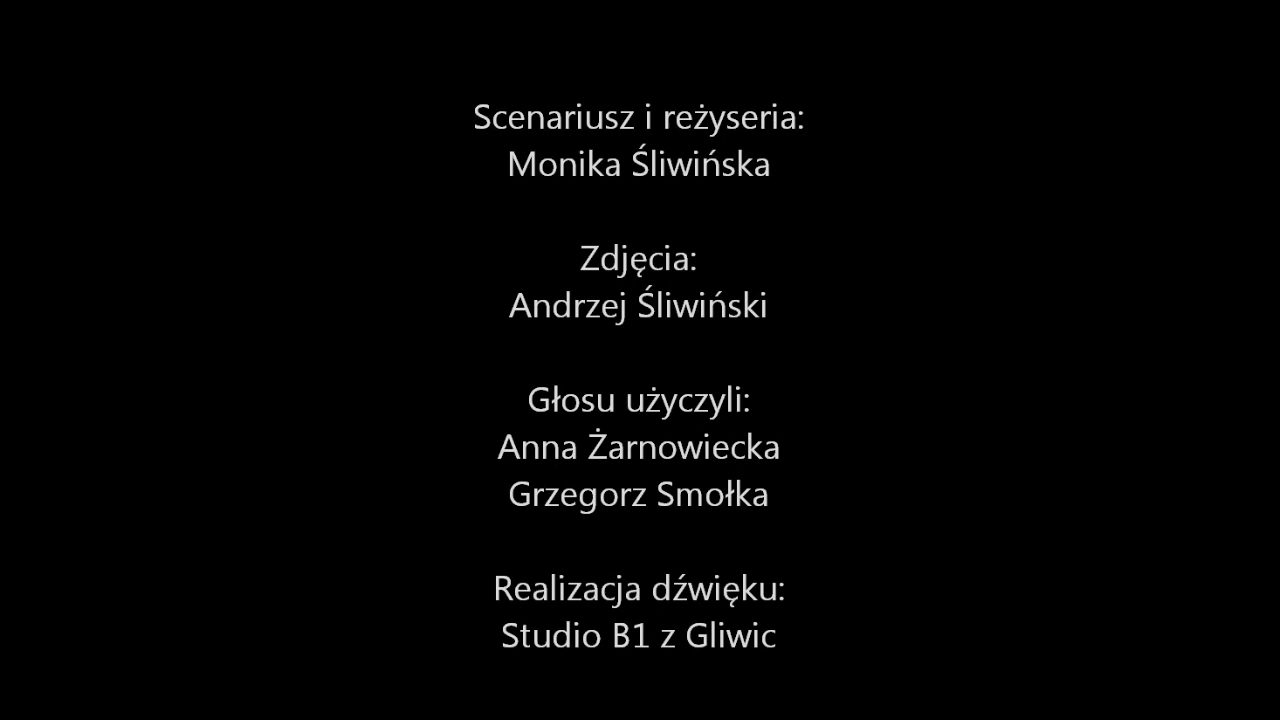 Scenariusz i reżyseria:
Monika Śliwińska
Zdjęcia:
Andrzej Śliwiński
Głosu użyczyli:
Anna Żarnowiecka
Grzegorz Smołka
Realizacja dźwięku:
Studio B1 z Gliwic